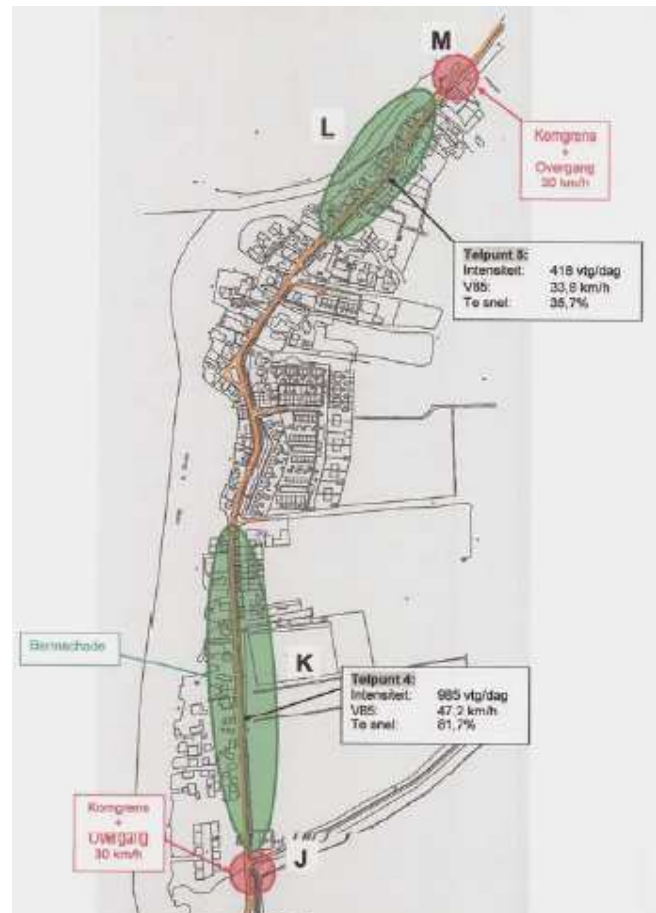 M
L
Komgrens
+
Overgang
30 km/h
Telpunt 5:
Intensiteit: 418 vtg/dag
V85: 33,8 km/h
Te snel: 35,7%
Bermschade
K
Telpunt 4:
Intensiteit: 985 vtg/dag
V85: 47,2 km/h
Te snel: 81,7%
Komgrens
+
Overgang
30 km/h
J